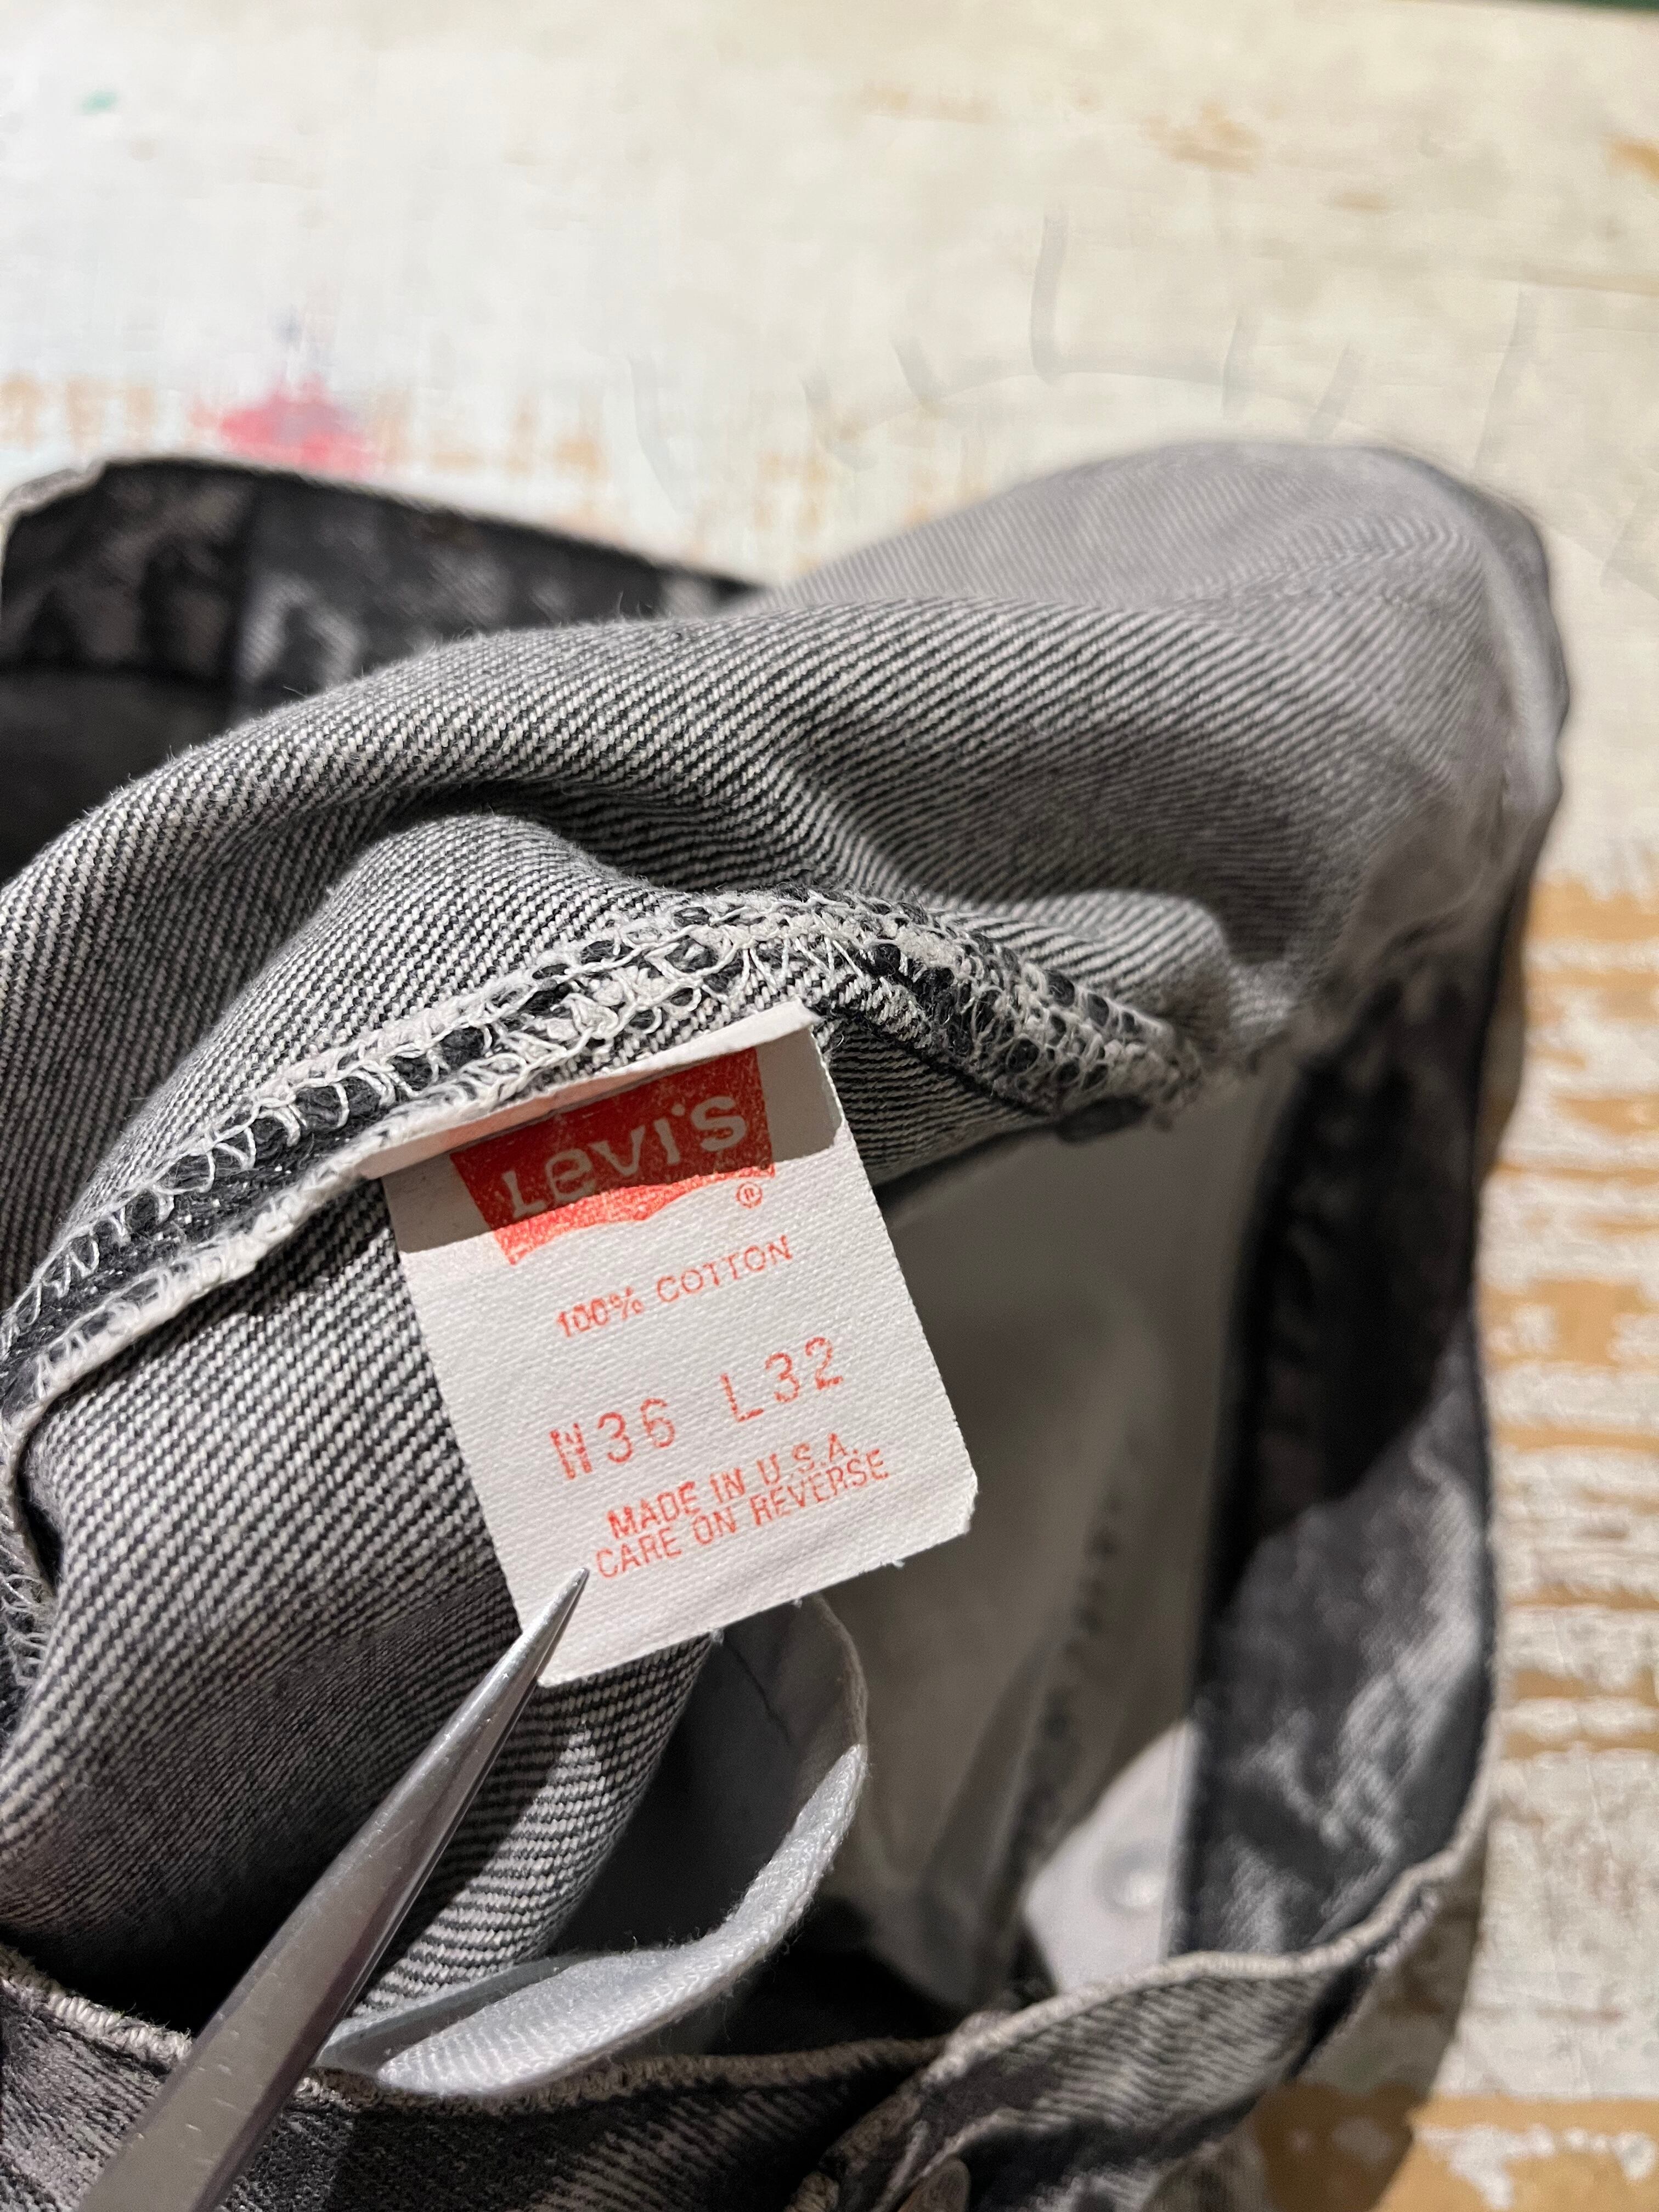 Levi's ®
100% COTTON
W36 L32
MADE IN U.S.A.
CARE ON REVERSE